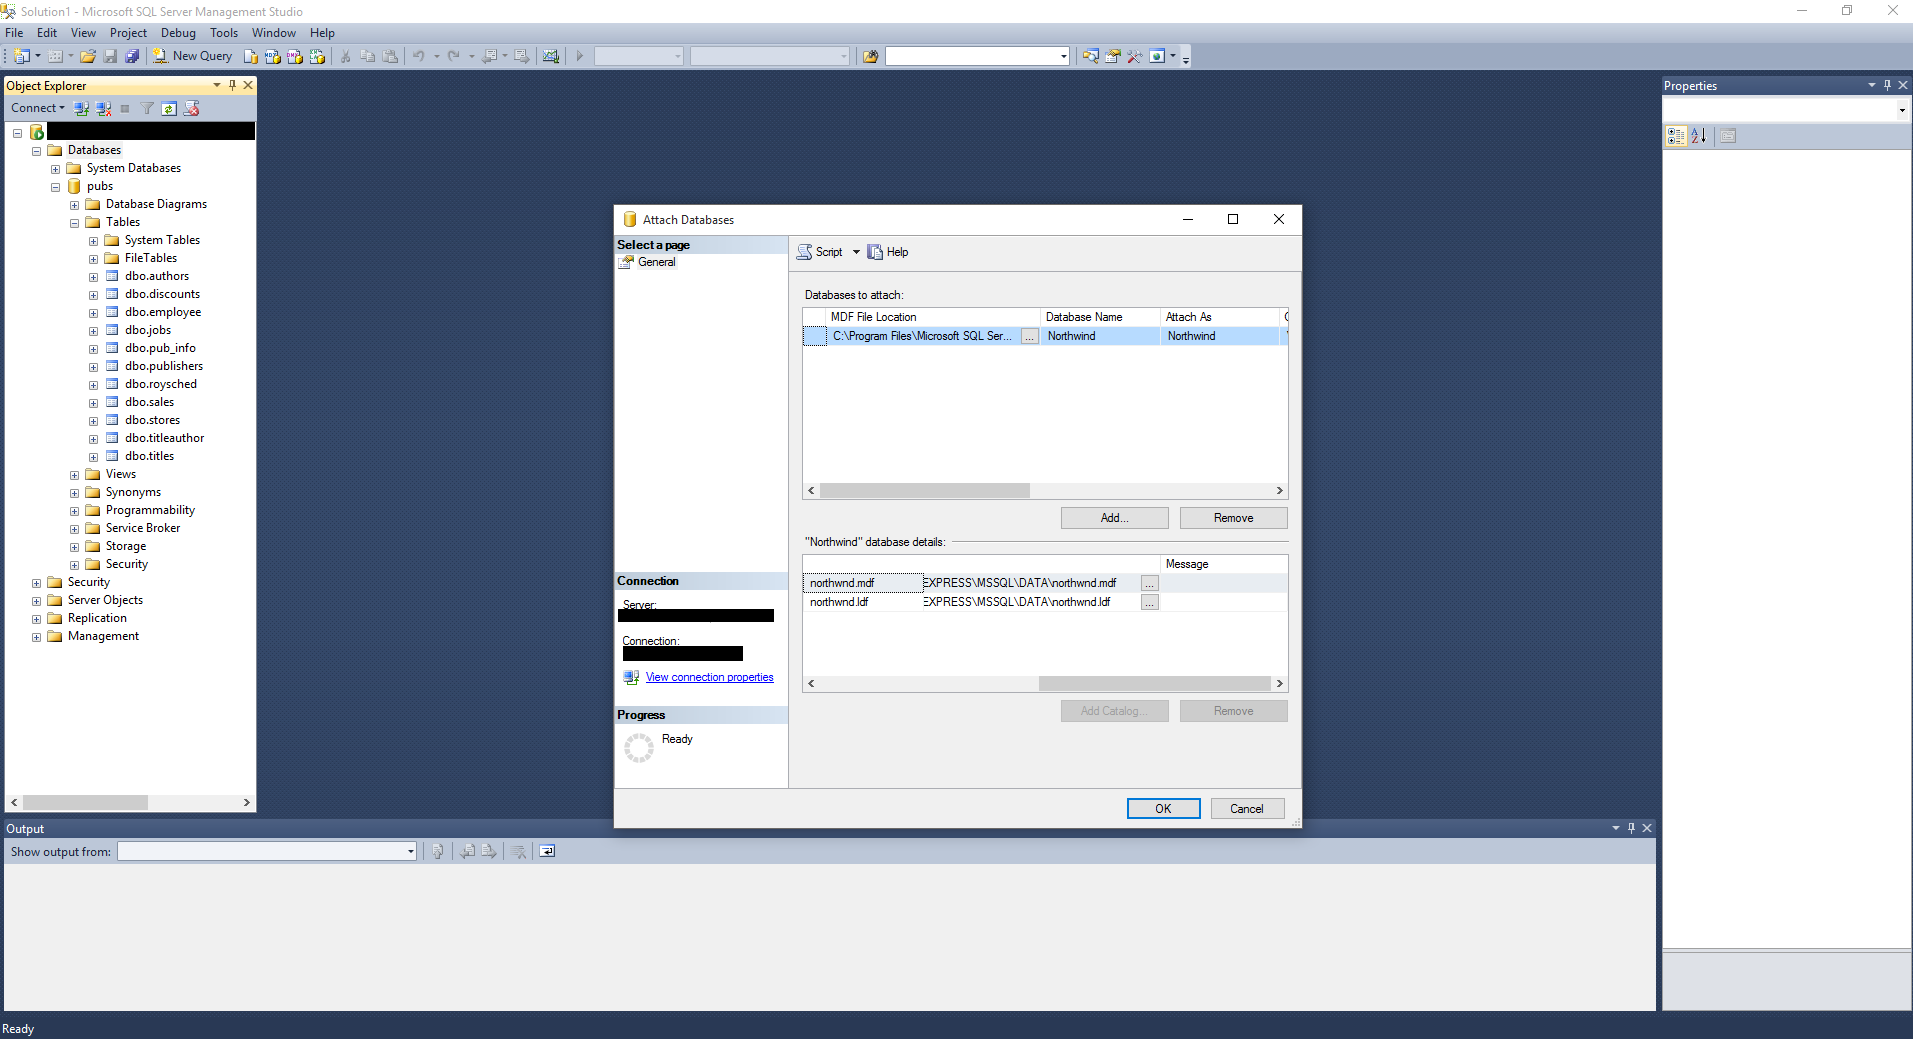 Solution1 - Microsoft SQL Server Management Studio
File Edit View Project Debug Tools Window Help
New Query
Object Explorer
Connect
Databases
System Databases
pubs
Database Diagrams
Tables
System Tables
FileTables
dbo.authors
dbo.discounts
dbo.employee
dbo.jobs
dbo.pub_info
dbo.publishers
dbo.roysched
dbo.sales
dbo.stores
dbo.titleauthor
dbo.titles
Views
Synonyms
Programmability
Service Broker
Storage
Security
Security
Server Objects
Replication
Management
Attach Databases
Select a page
General
Connection
Server:
Connection:
View connection properties
Progress
Ready
Script Help
Databases to attach:
MDF File Location Database Name Attach As
C:\Program Files\Microsoft SQL Ser... ... Northwind Northwind
Add... Remove
"Northwind" database details:
Message
northwnd.mdf EXPRESS\MSSQL\DATA\northwnd.mdf ...
northwnd.ldf EXPRESS\MSSQL\DATA\northwnd.ldf ...
Add Catalog... Remove
OK Cancel
Properties
Output
Show output from:
Ready